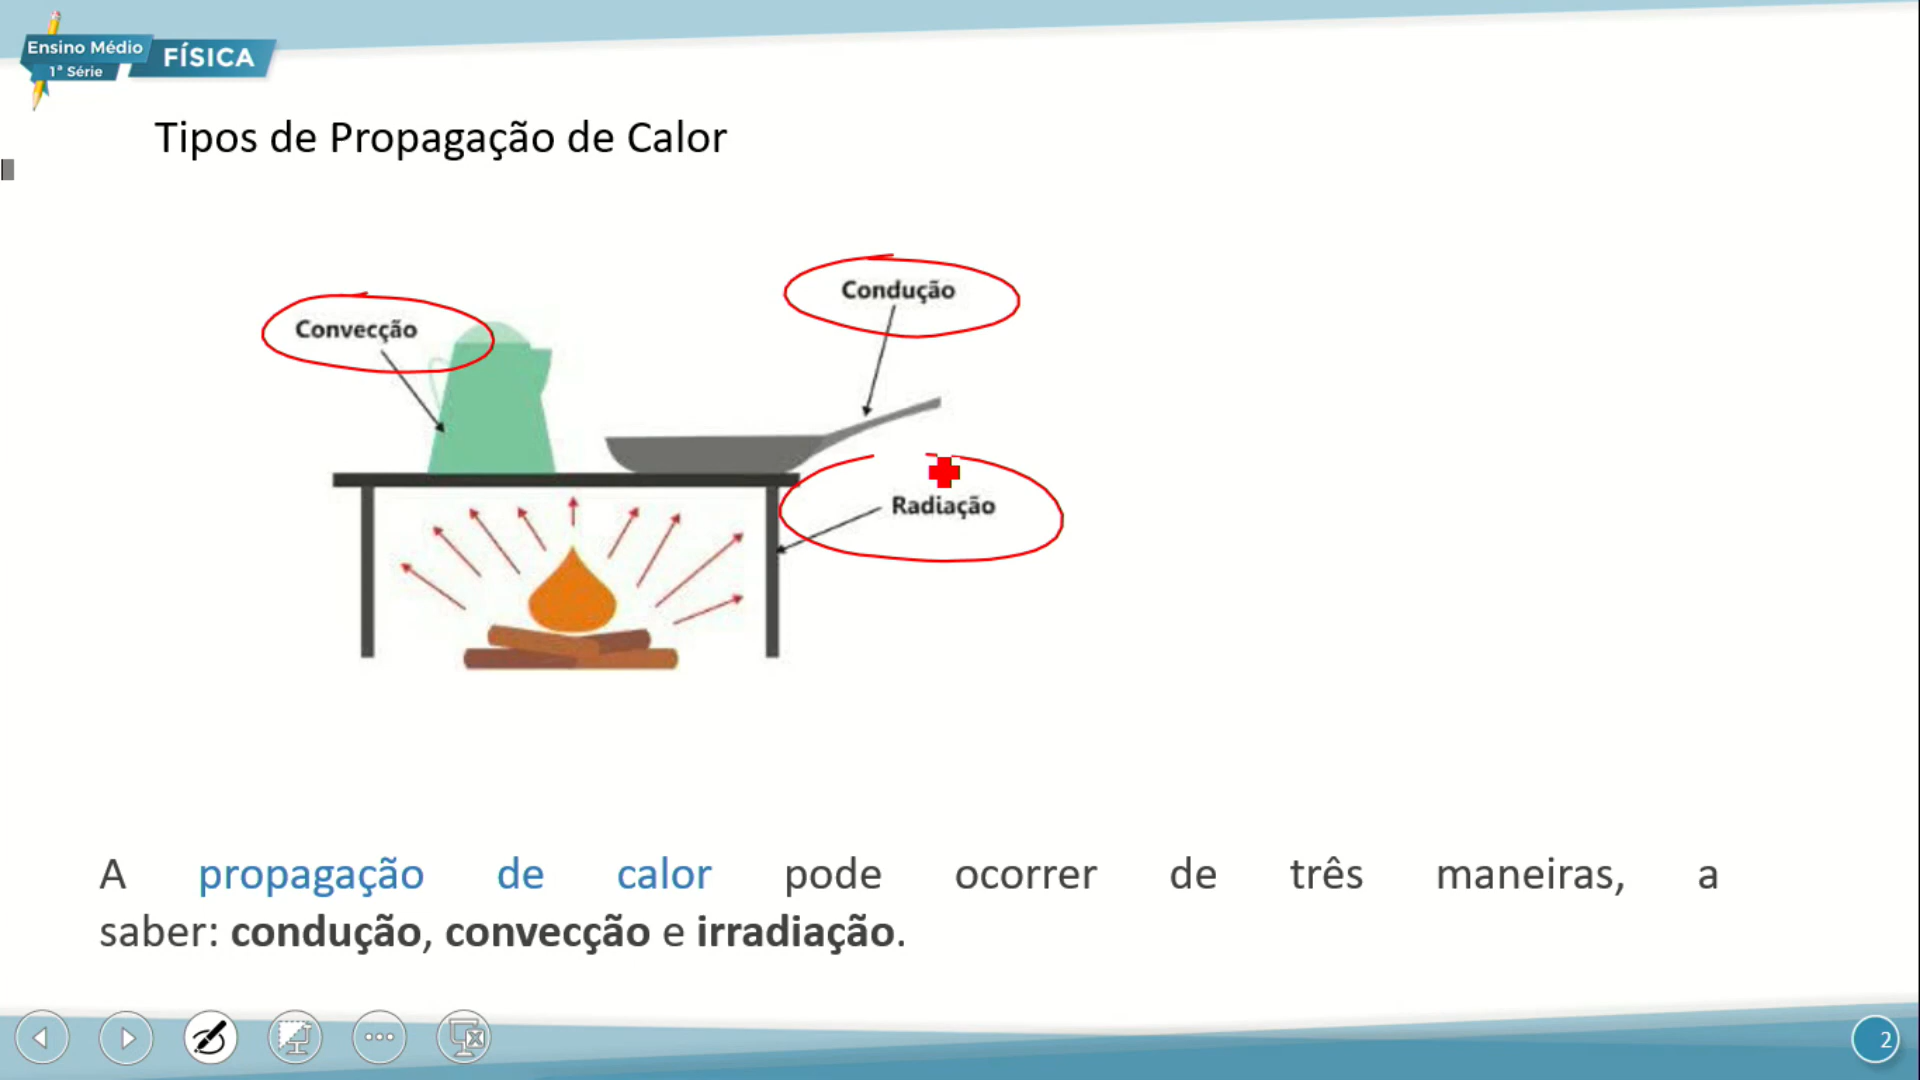 Ensino Médio
1ª Série
FÍSICA
Tipos de Propagação de Calor
Condução
Convecção
Radiação
A propagação de calor pode ocorrer de três maneiras, a
saber: condução, convecção e irradiação.
2